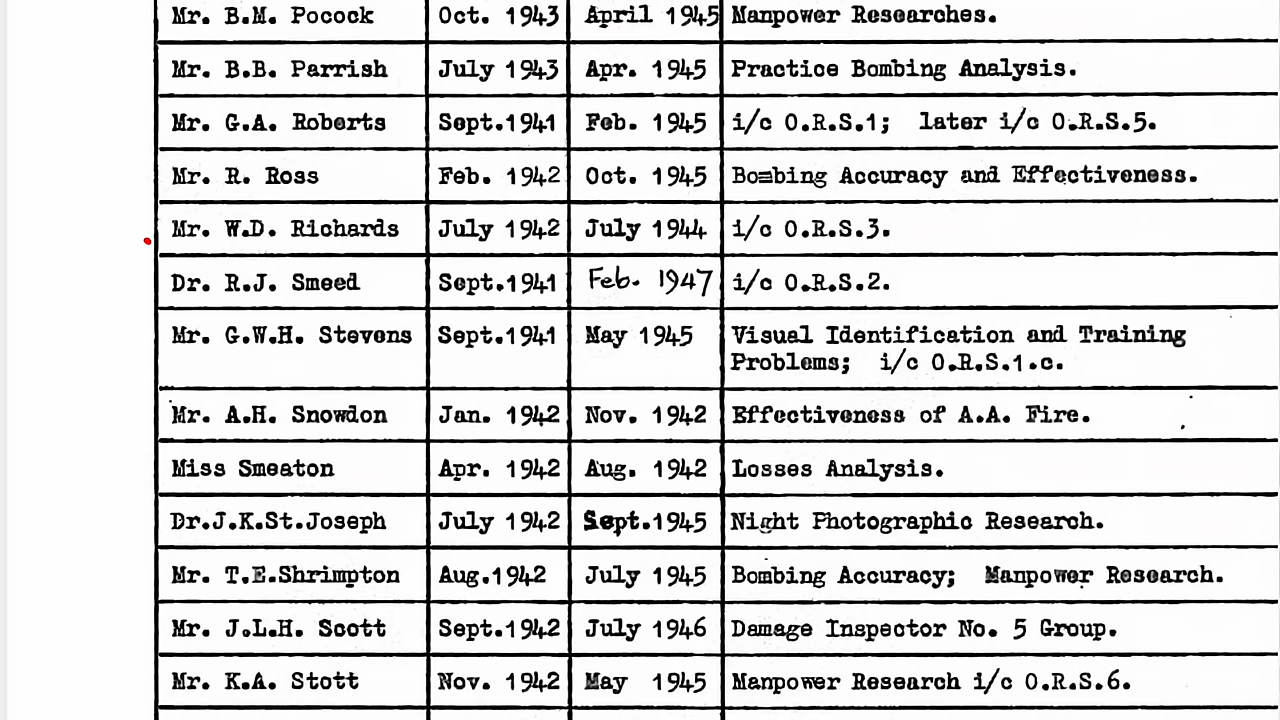 Mr. B.M. Pocock Oct. 1943 April 1945 Manpower Researches.
Mr. B.B. Parrish July 1943 Apr. 1945 Practice Bombing Analysis.
Mr. G.A. Roberts Sept.1941 Feb. 1945 i/c O.R.S.1; later i/c O.R.S.5.
Mr. R. Ross Feb. 1942 Oct. 1945 Bombing Accuracy and Effectiveness.
Mr. W.D. Richards July 1942 July 1944 i/c O.R.S.3.
Dr. R.J. Smeed Sept.1941 Feb. 1947 i/c O.R.S.2.
Mr. G.W.H. Stevens Sept.1941 May 1945 Visual Identification and Training
Problems; i/c O.R.S.1.c.
Mr. A.H. Snowdon Jan. 1942 Nov. 1942 Effectiveness of A.A. Fire.
Miss Smeaton Apr. 1942 Aug. 1942 Losses Analysis.
Dr.J.K.St.Joseph July 1942 Sept.1945 Night Photographic Research.
Mr. T.E.Shrimpton Aug.1942 July 1945 Bombing Accuracy; Manpower Research.
Mr. J.L.H. Scott Sept.1942 July 1946 Damage Inspector No. 5 Group.
Mr. K.A. Stott Nov. 1942 May 1945 Manpower Research i/c O.R.S.6.